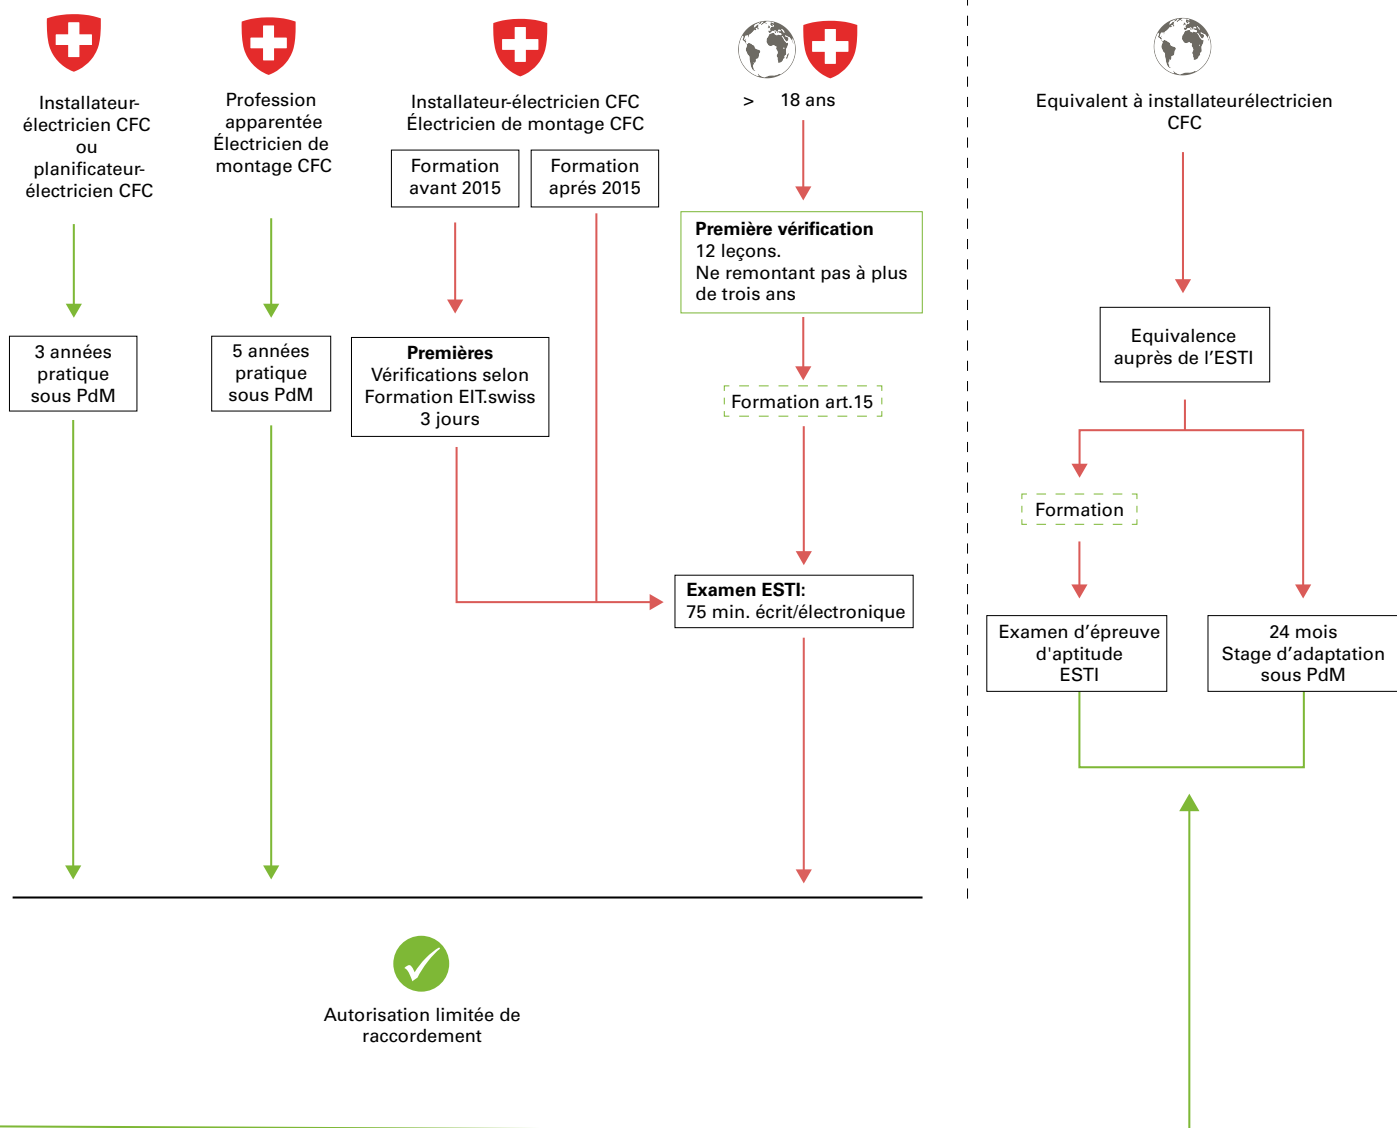 Installateur-
électricien CFC
ou
planificateur-
électricien CFC
3 années
pratique
sous PdM
Profession
apparentée
Électricien de
montage CFC
5 années
pratique
sous PdM
Installateur-électricien CFC
Électricien de montage CFC
Formation
avant 2015
Formation
aprés 2015
Premières
Vérifications selon
Formation EIT.swiss
3 jours
> 18 ans
Première vérification
12 leçons.
Ne remontant pas à plus
de trois ans
Formation art.15
Examen ESTI:
75 min. écrit/électronique
Autorisation limitée de
raccordement
Equivalent à installateurélectricien
CFC
Equivalence
auprès de l’ESTI
Formation
Examen d’épreuve
d'aptitude
ESTI
24 mois
Stage d’adaptation
sous PdM